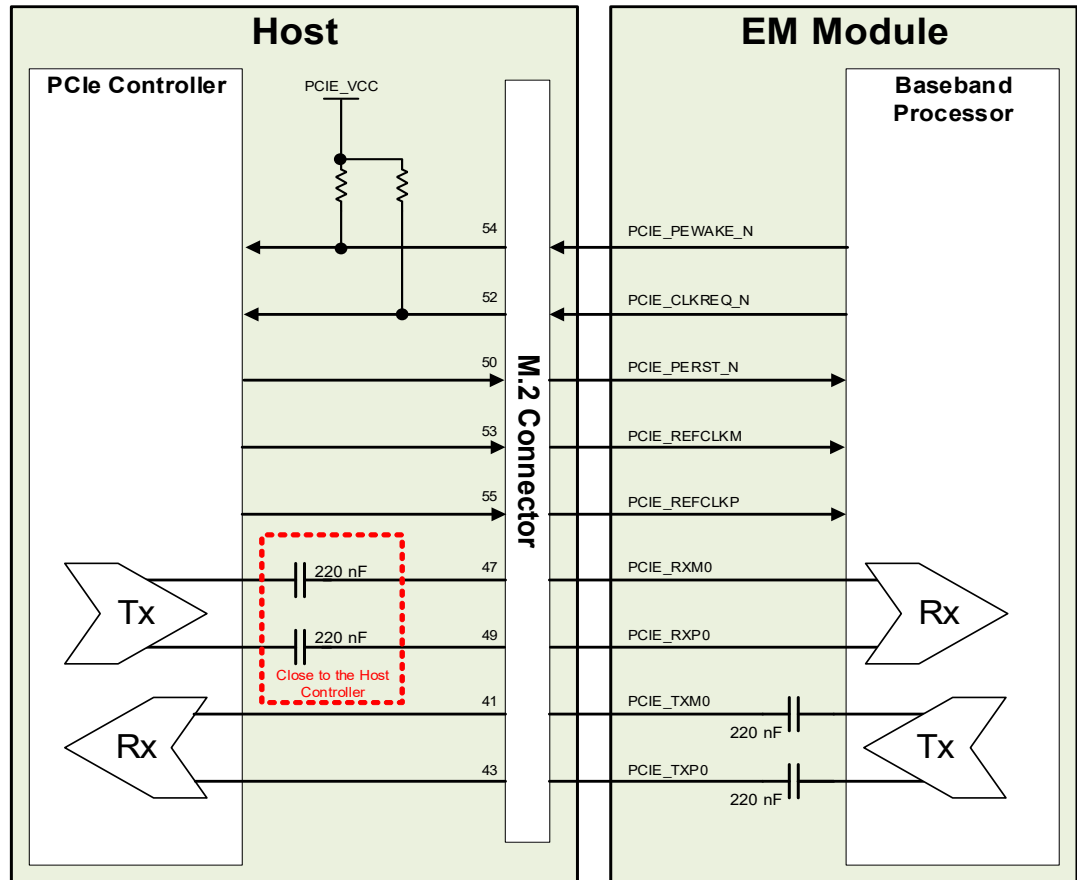 Host
EM Module
PCIe Controller
PCIE_VCC
Baseband
Processor
54
PCIE_PEWAKE_N
52
PCIE_CLKREQ_N
50
PCIE_PERST_N
53
PCIE_REFCLKM
55
PCIE_REFCLKP
M.2 Connector
220 nF
47
PCIE_RXM0
Tx
Rx
220 nF
49
PCIE_RXP0
Close to the Host
Controller
41
PCIE_TXM0
220 nF
Rx
Tx
43
PCIE_TXP0
220 nF